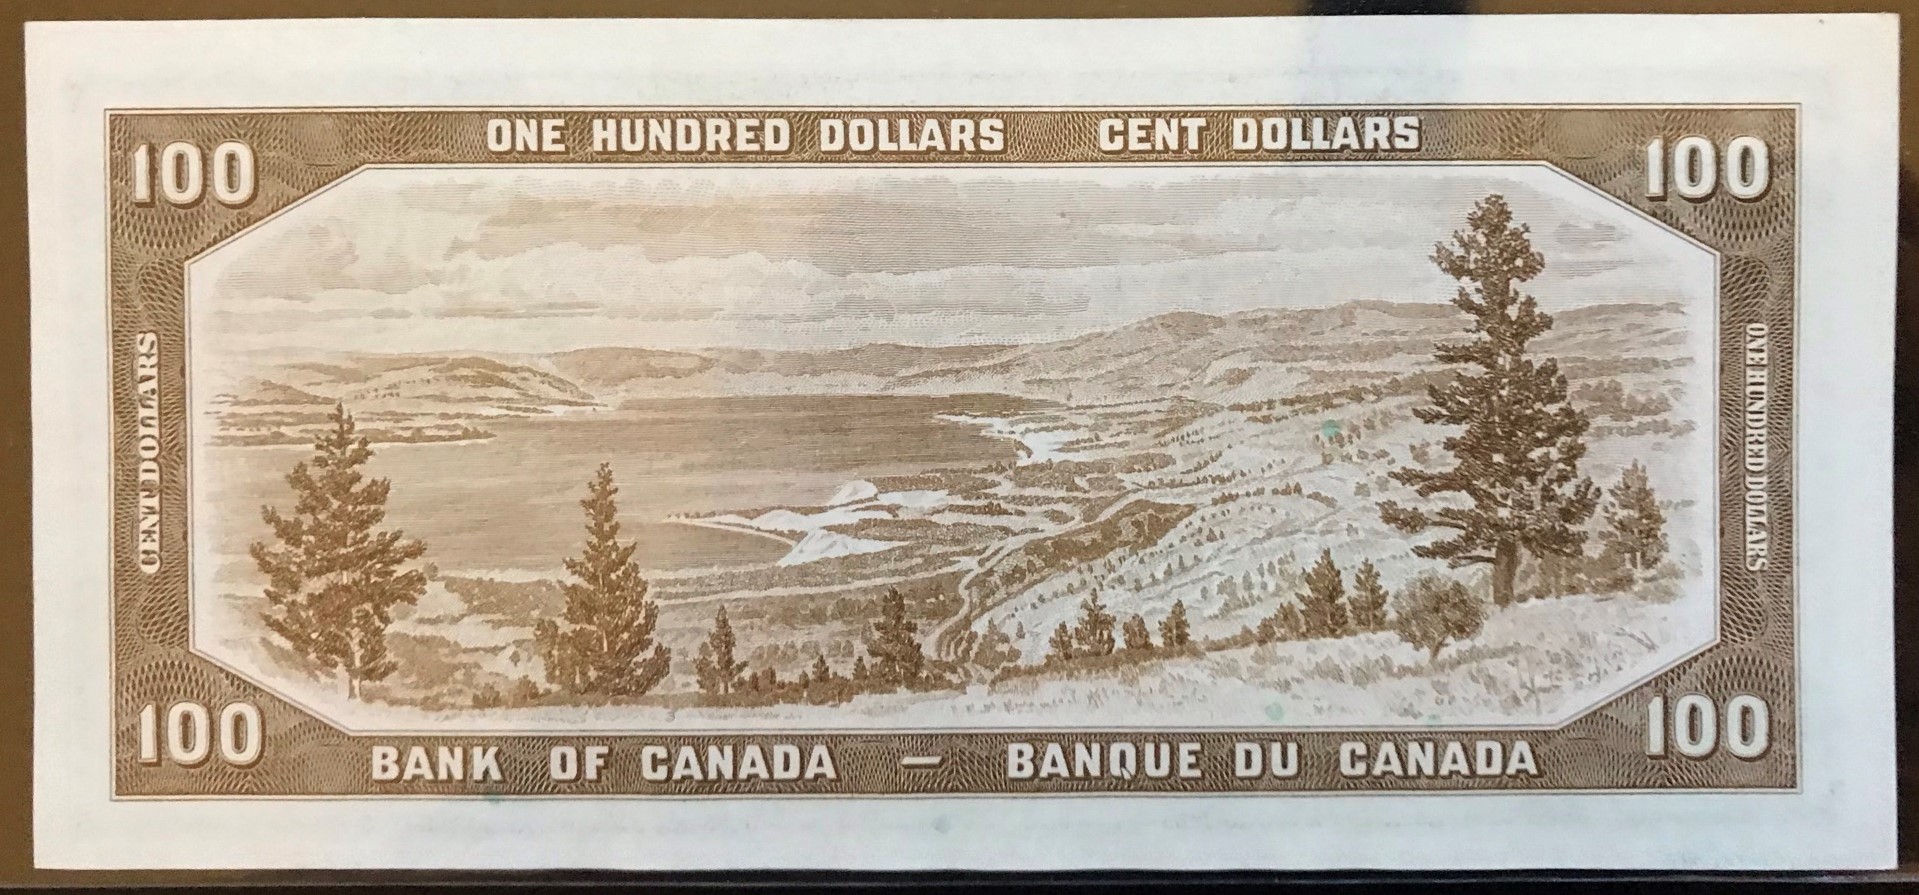 ONE HUNDRED DOLLARS CENT DOLLARS
100
100
CENT DOLLARS
ONE HUNDRED DOLLARS
100
100
BANK OF CANADA — BANQUE DU CANADA